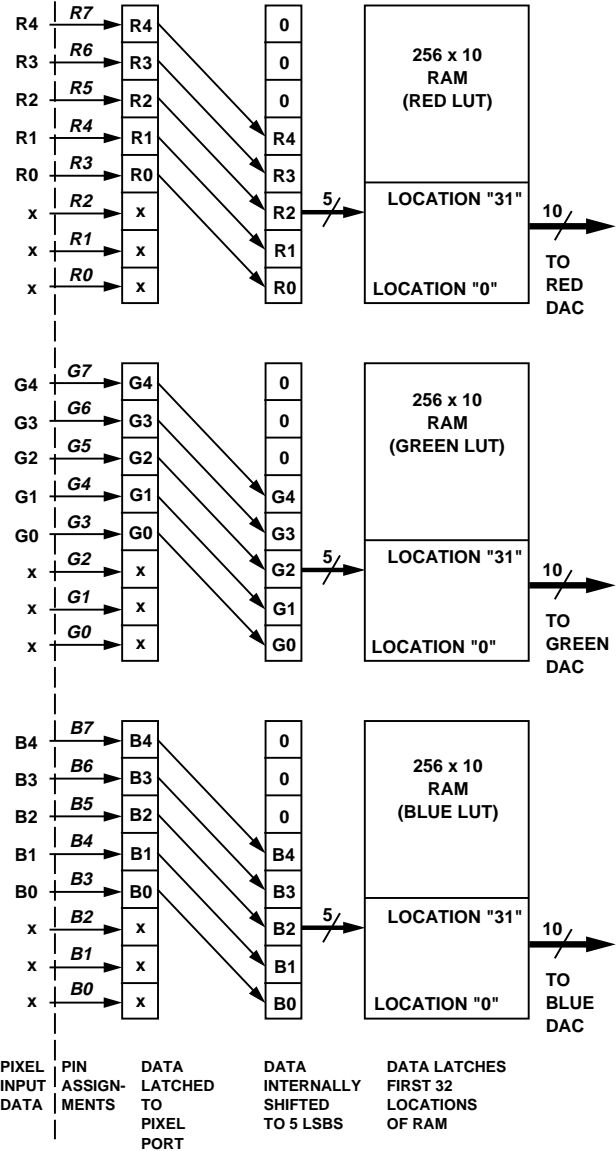 R4 R7 R4 0
R3 R6 R3 0 256 x 10
R2 R5 R2 0 RAM
R1 R4 R1 R4 (RED LUT)
R0 R3 R0 R3
x R2 x R2 5 LOCATION "31" 10
x R1 x R1 TO
x R0 x R0 LOCATION "0" RED
DAC
G4 G7 G4 0
G3 G6 G3 0 256 x 10
G2 G5 G2 0 RAM
G1 G4 G1 G4 (GREEN LUT)
G0 G3 G0 G3
x G2 x G2 5 LOCATION "31" 10
x G1 x G1 TO
x G0 x G0 LOCATION "0" GREEN
DAC
B4 B7 B4 0
B3 B6 B3 0 256 x 10
B2 B5 B2 0 RAM
B1 B4 B1 B4 (BLUE LUT)
B0 B3 B0 B3
x B2 x B2 5 LOCATION "31" 10
x B1 x B1 TO
x B0 x B0 LOCATION "0" BLUE
DAC
PIXEL PIN DATA DATA DATA LATCHES
INPUT ASSIGN- LATCHED INTERNALLY FIRST 32
DATA MENTS TO SHIFTED LOCATIONS
PIXEL TO 5 LSBS OF RAM
PORT